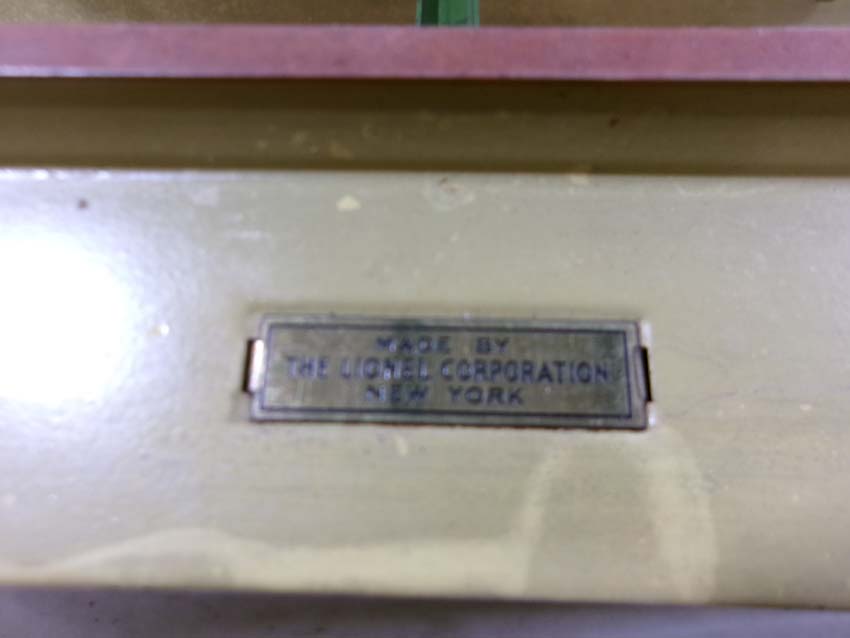 MADE BY
THE LIONEL CORPORATION
NEW YORK